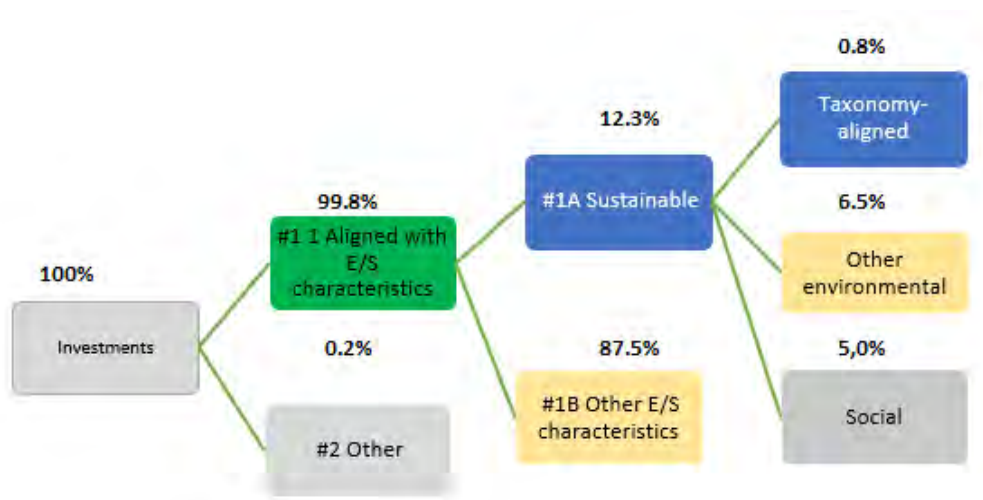 0.8%
Taxonomy-
aligned
12.3%
#1A Sustainable
99.8%
6.5%
#1 1 Aligned with
E/S
characteristics
Other
environmental
100%
Investments
0.2%
87.5%
5,0%
#1B Other E/S
characteristics
Social
#2 Other